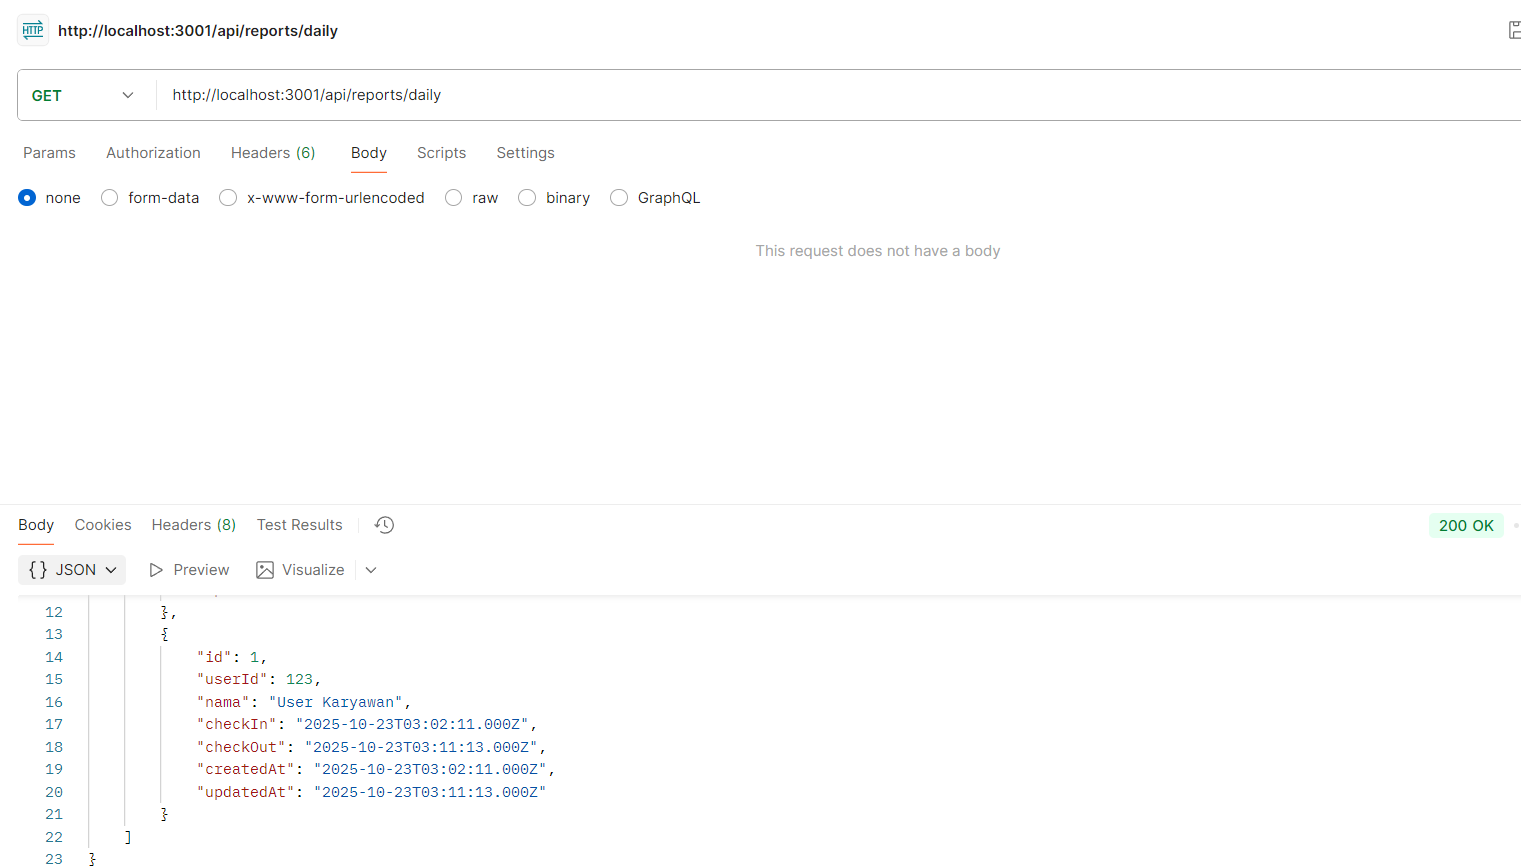 HTTP http://localhost:3001/api/reports/daily
GET http://localhost:3001/api/reports/daily
Params Authorization Headers (6) Body Scripts Settings
none form-data x-www-form-urlencoded raw binary GraphQL
This request does not have a body
Body Cookies Headers (8) Test Results 200 OK
{} JSON Preview Visualize
12 },
13 {
14 "id": 1,
15 "userId": 123,
16 "nama": "User Karyawan",
17 "checkIn": "2025-10-23T03:02:11.000Z",
18 "checkOut": "2025-10-23T03:11:13.000Z",
19 "createdAt": "2025-10-23T03:02:11.000Z",
20 "updatedAt": "2025-10-23T03:11:13.000Z"
21 }
22 ]
23 }